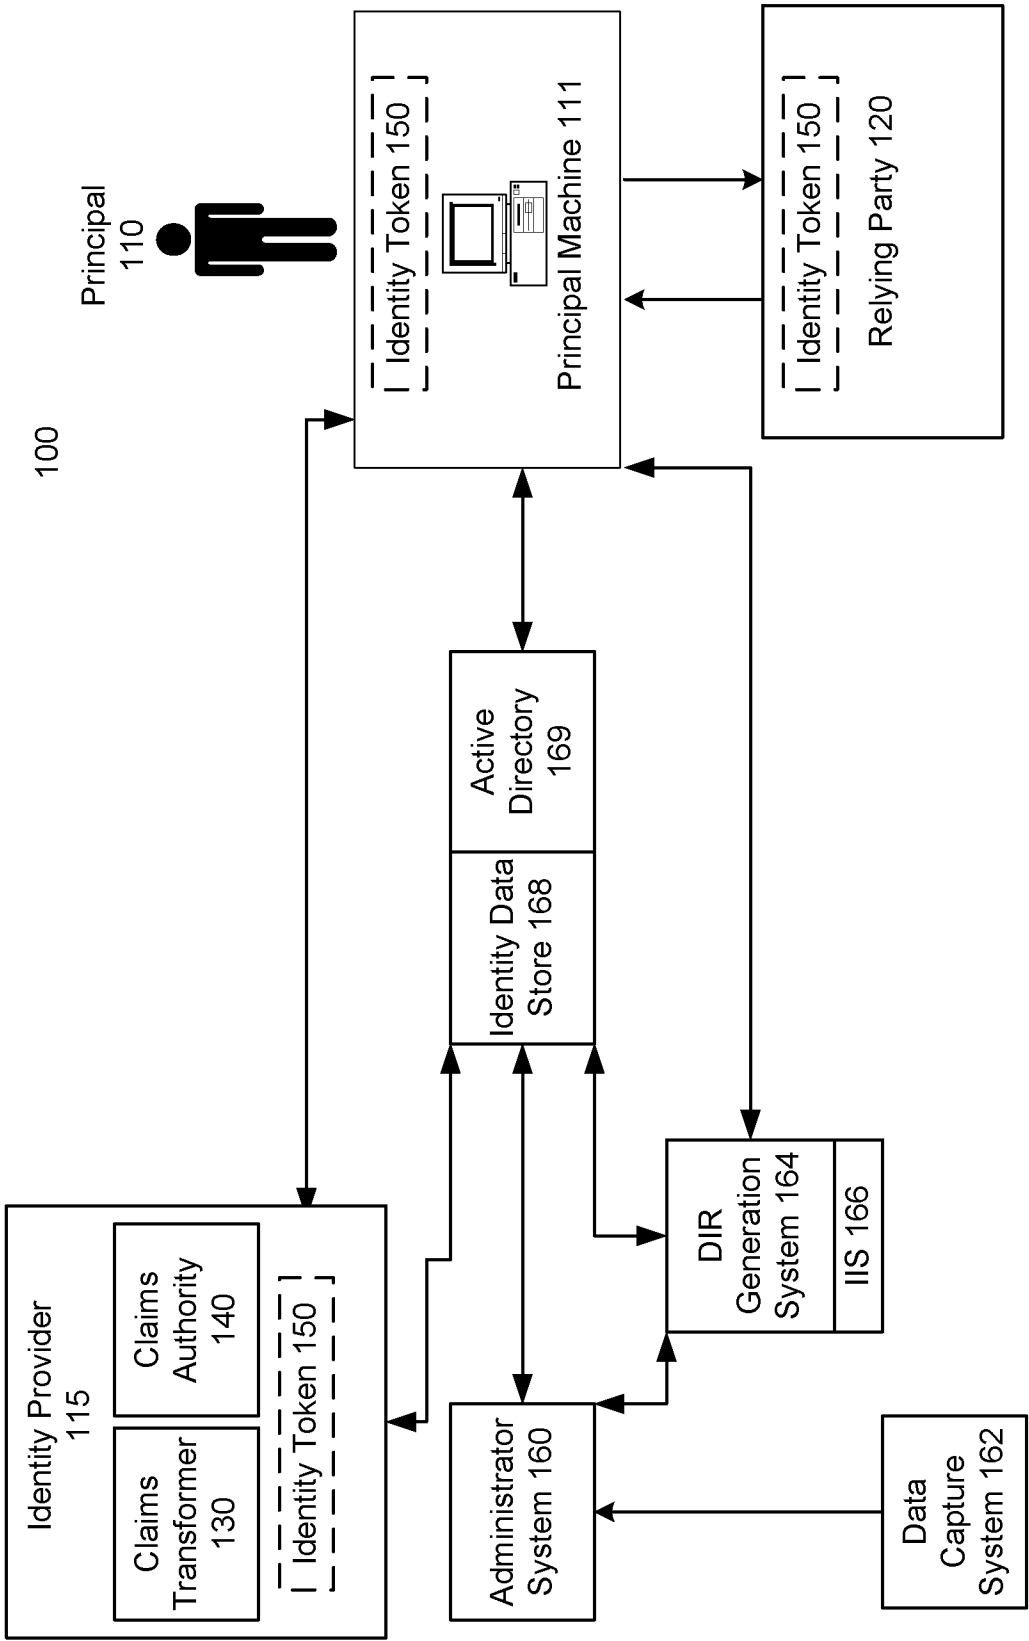 100
Identity Provider
115
Claims
Transformer
130
Claims
Authority
140
Identity Token 150
Principal
110
Identity Token 150
Principal Machine 111
Identity Data
Store 168
Active
Directory
169
Administrator
System 160
DIR
Generation
System 164
IIS 166
Data
Capture
System 162
Identity Token 150
Relying Party 120